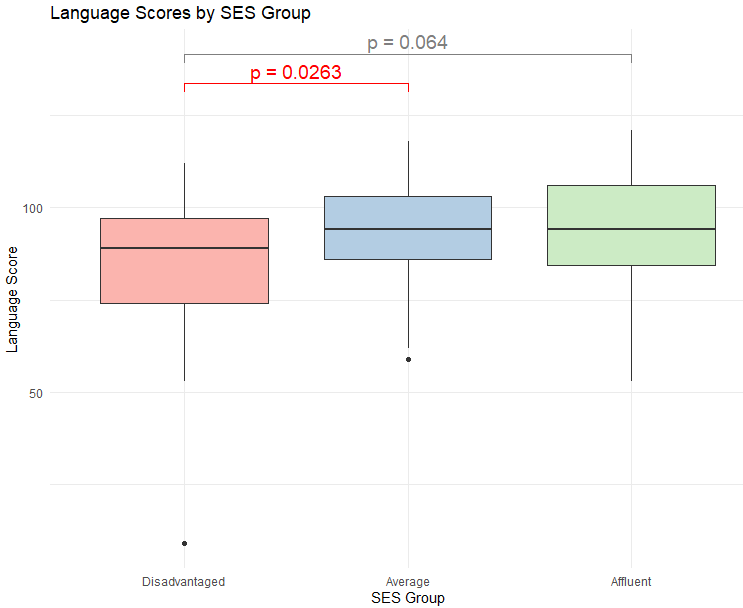 Language Scores by SES Group
p = 0.064
p = 0.0263
100
50
Language Score
Disadvantaged
Average
Affluent
SES Group